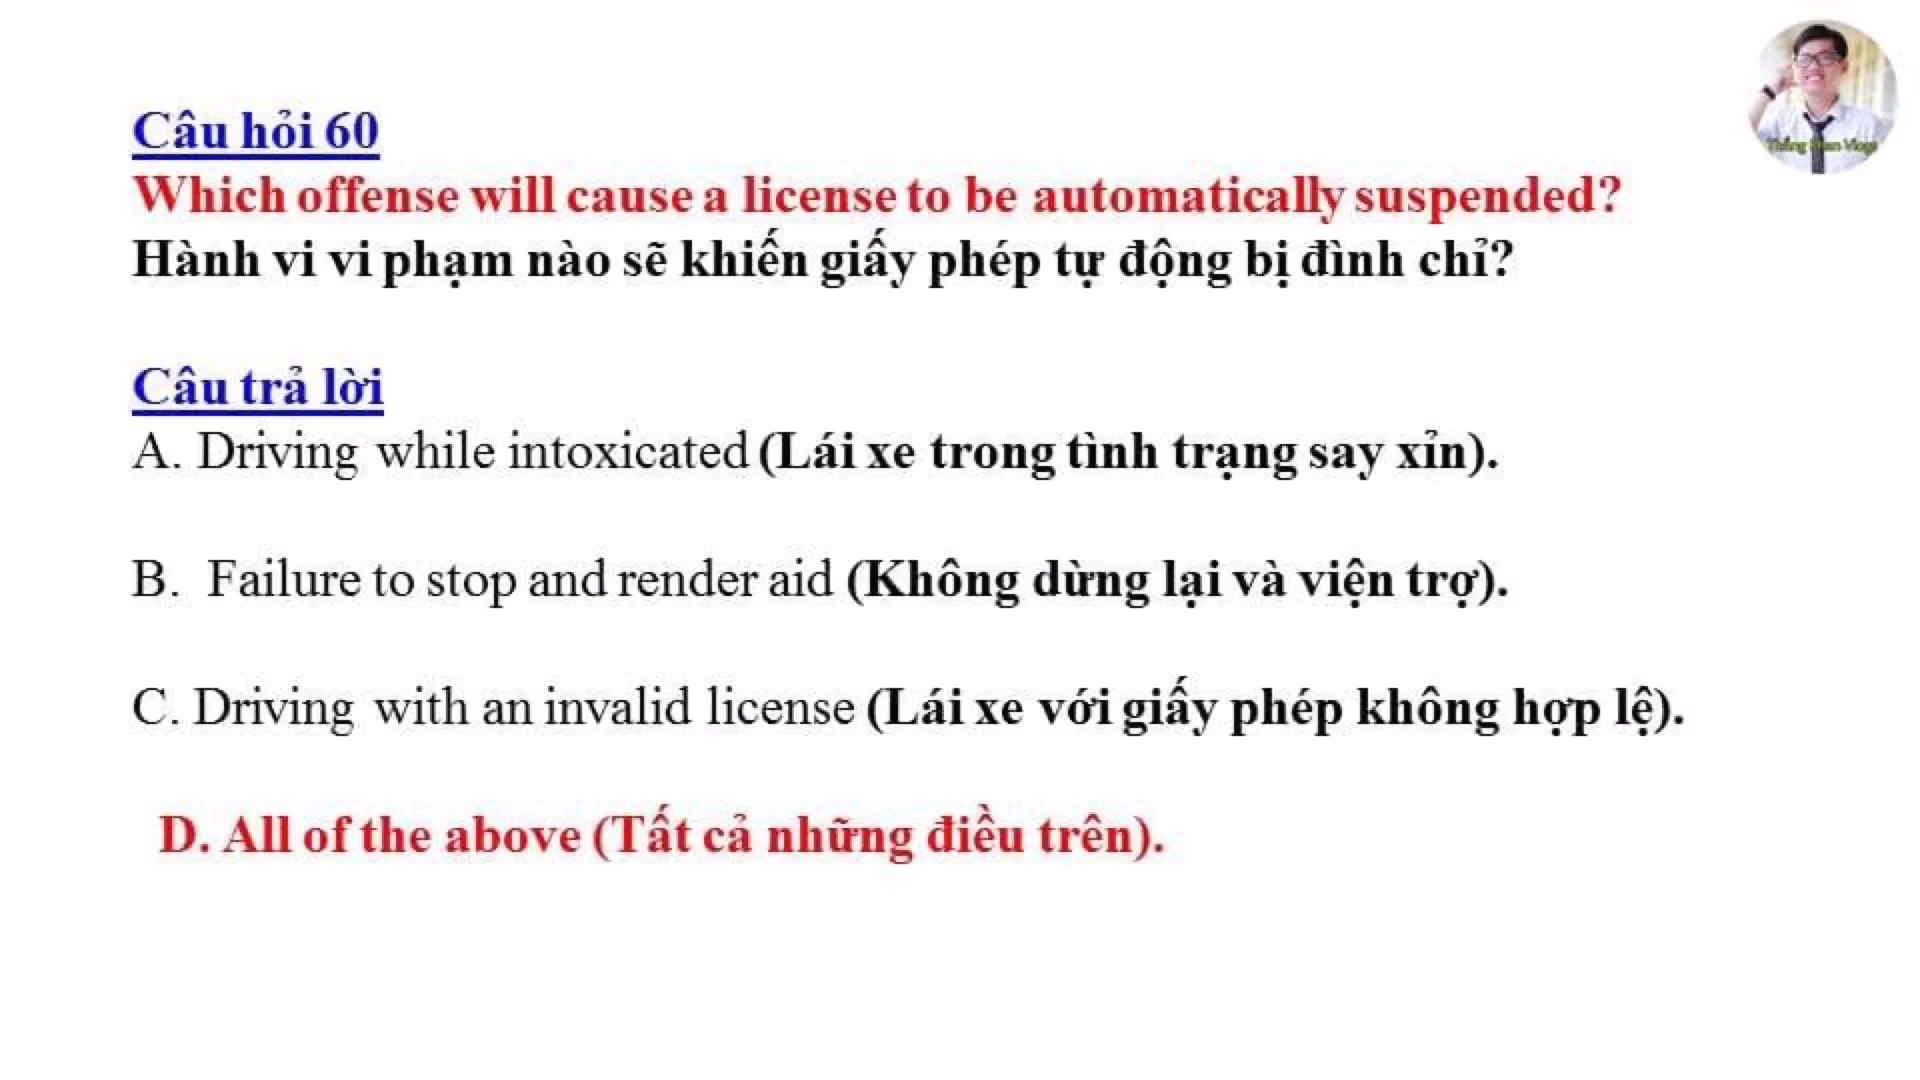 Câu hỏi 60
Which offense will cause a license to be automatically suspended?
Hành vi vi phạm nào sẽ khiến giấy phép tự động bị đình chỉ?
Câu trả lời
A. Driving while intoxicated (Lái xe trong tình trạng say xỉn).
B. Failure to stop and render aid (Không dừng lại và viện trợ).
C. Driving with an invalid license (Lái xe với giấy phép không hợp lệ).
D. All of the above (Tất cả những điều trên).